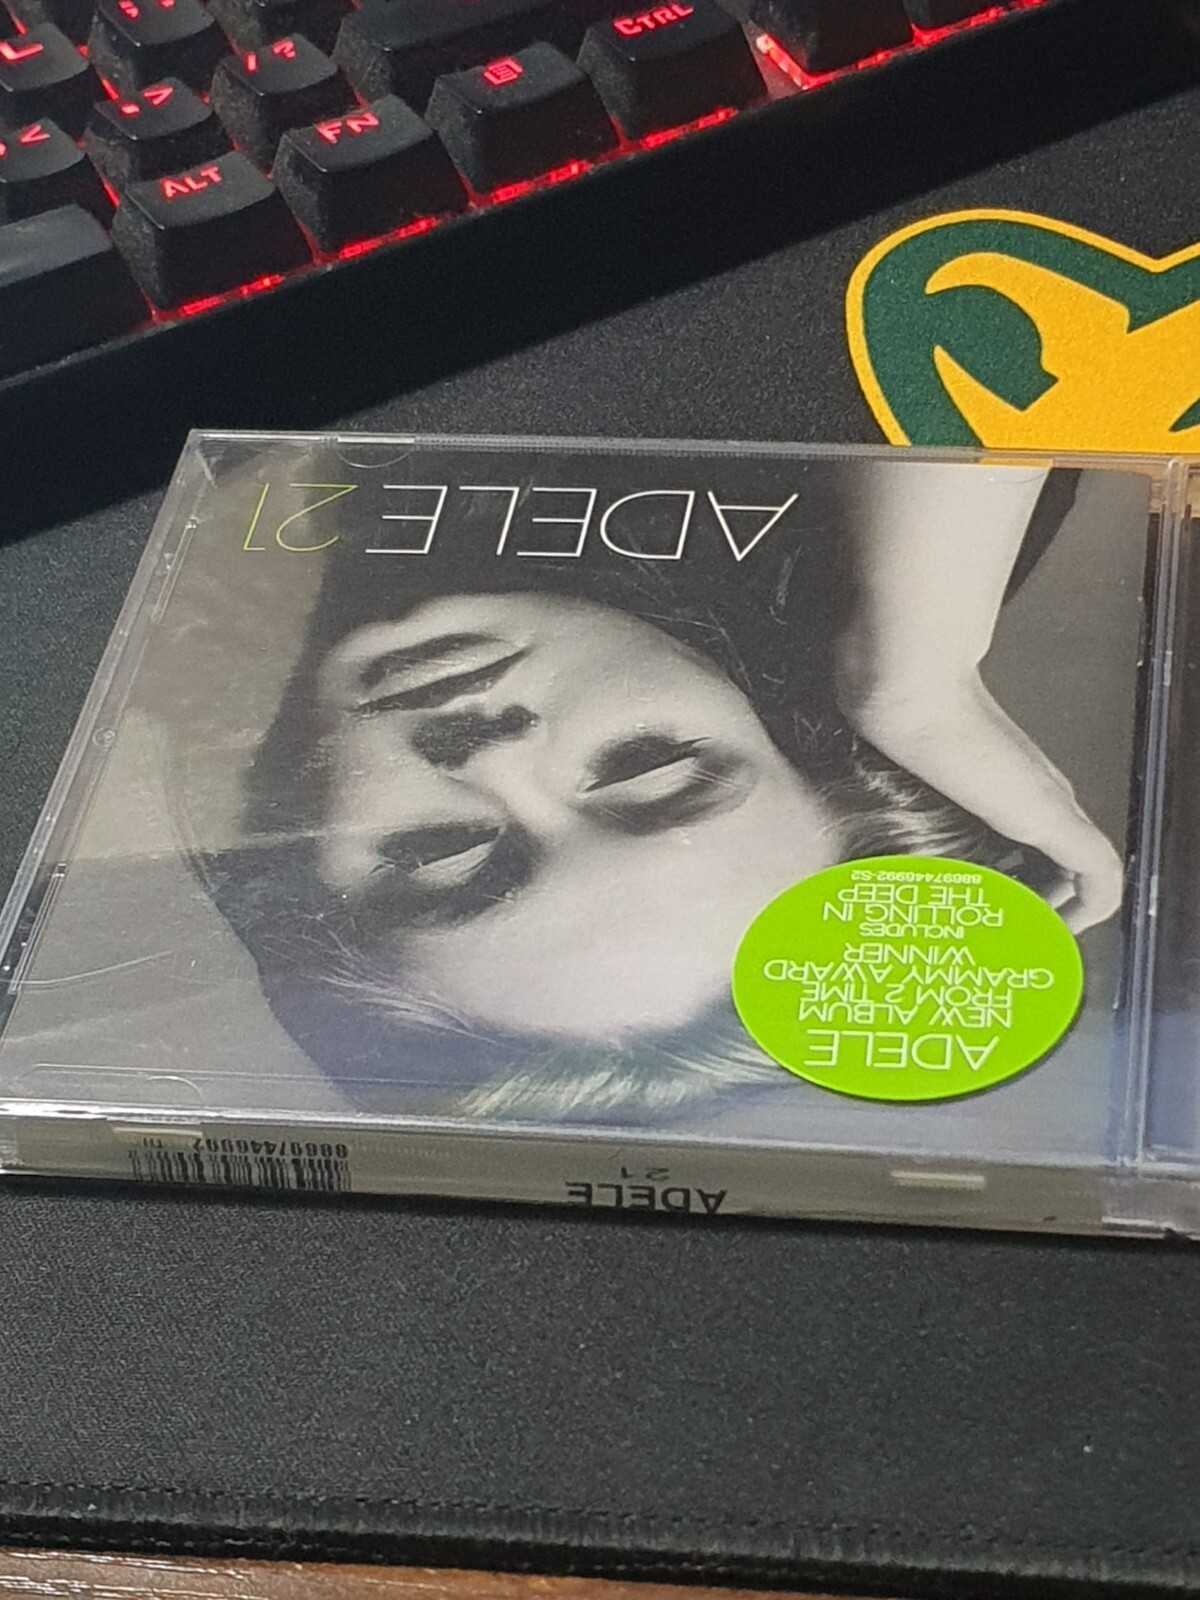 CTRL
/ ?
. >
, <
FN
ALT
ADELE 21
ADELE
NEW ALBUM
FROM 2 TIME
GRAMMY AWARD
WINNER
INCLUDES
ROLLING IN
THE DEEP
88697446992-S2
ADELE
21